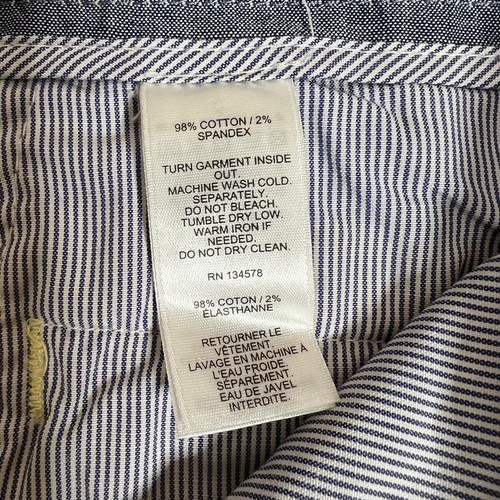 98% COTTON / 2%
SPANDEX
TURN GARMENT INSIDE
OUT.
MACHINE WASH COLD.
SEPARATELY.
DO NOT BLEACH.
TUMBLE DRY LOW.
WARM IRON IF
NEEDED.
DO NOT DRY CLEAN.
RN 134578
98% COTON / 2%
ÉLASTHANNE
RETOURNER LE
VÊTEMENT.
LAVAGE EN MACHINE À
L'EAU FROIDE
SÉPARÉMENT.
EAU DE JAVEL
INTERDITE.